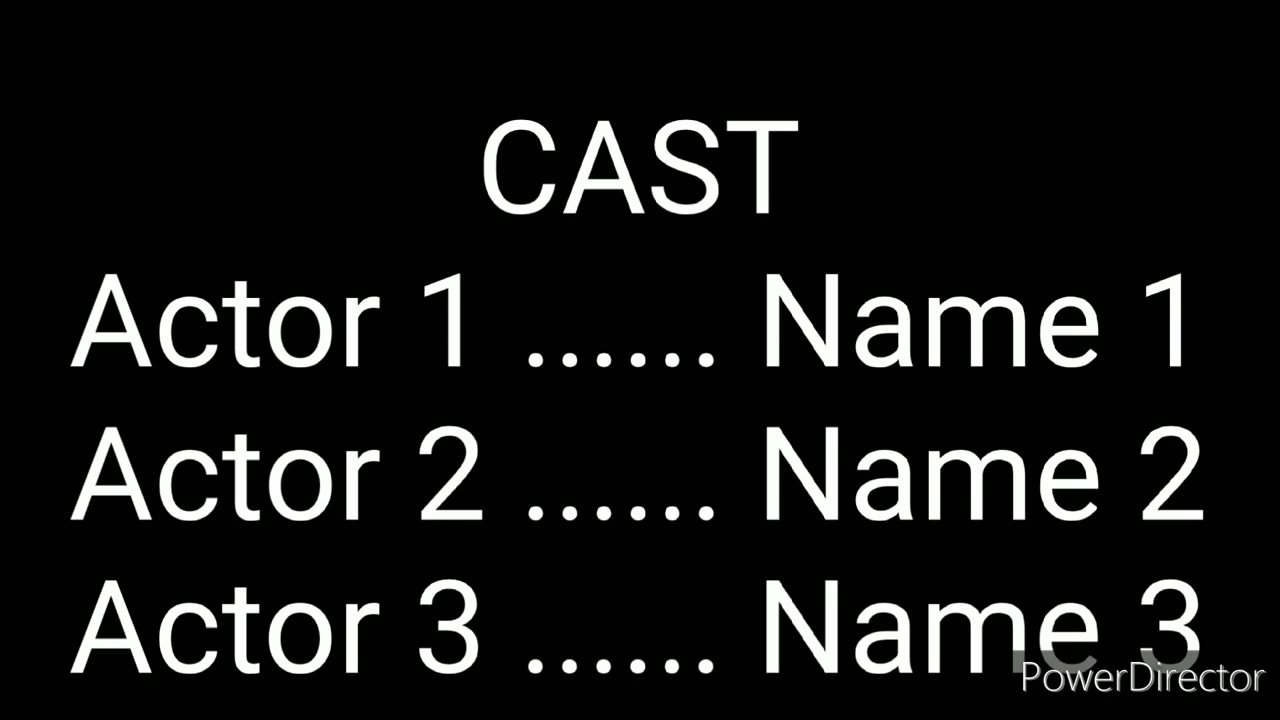 CAST
Actor 1 ...... Name 1
Actor 2 ...... Name 2
Actor 3 ...... Name 3
PowerDirector